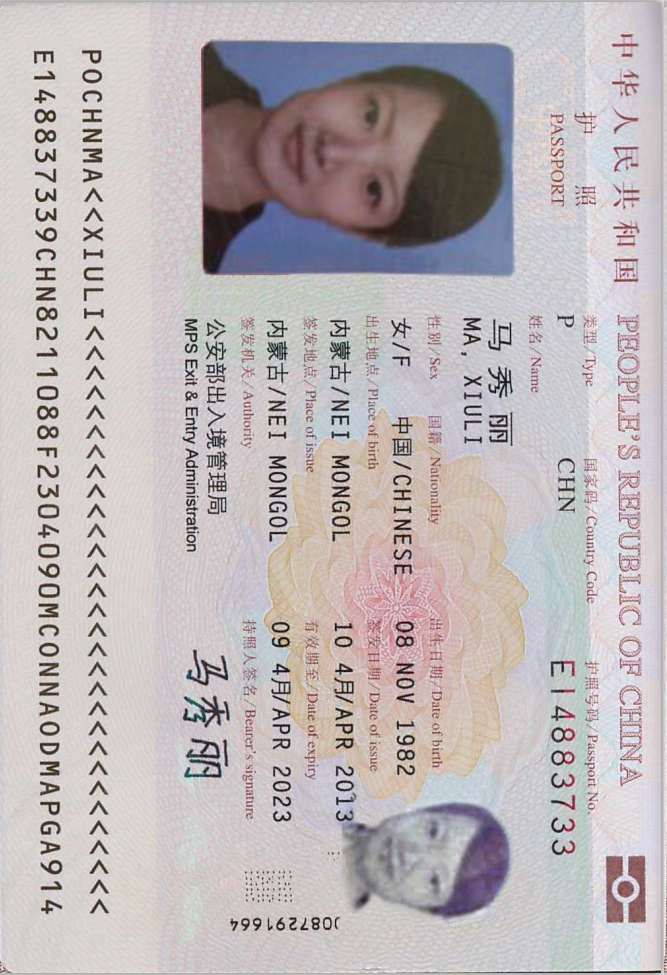 中华人民共和国 PEOPLE'S REPUBLIC OF CHINA
护照
PASSPORT
类型/Type 国家码/Country Code 护照号码/Passport No.
P CHN E14883733
姓名/Name
马秀丽
MA, XIULI
性别/Sex 国籍/Nationality 出生日期/Date of birth
女/F 中国/CHINESE 08 NOV 1982
出生地点/Place of birth 签发日期/Date of issue
内蒙古/NEI MONGOL 10 4月/APR 2013
签发地点/Place of issue 有效期至/Date of expiry
内蒙古/NEI MONGOL 09 4月/APR 2023
签发机关/Authority 持照人签名/Bearer's signature
公安部出入境管理局
MPS Exit & Entry Administration
马秀丽
087291664
POCHNMA<<XIULI<<<<<<<<<<<<<<<<<<<<<<<<<<<<<<
E148837339CHN8211088F2304090MCONNAODMAPGA914